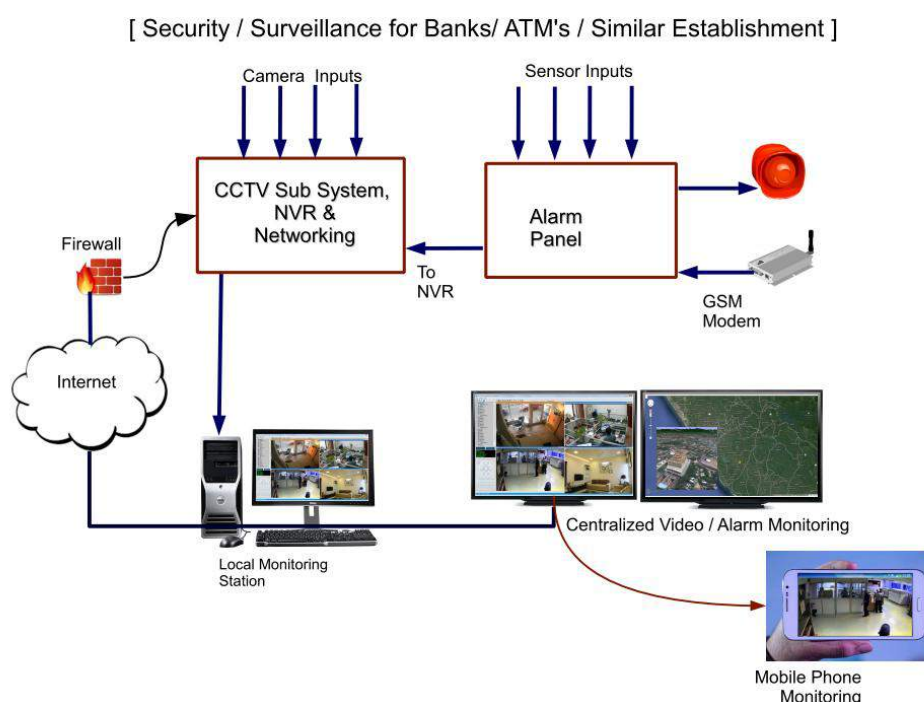 [ Security / Surveillance for Banks/ ATM's / Similar Establishment ]
Camera Inputs
Sensor Inputs
CCTV Sub System,
NVR &
Networking
Alarm
Panel
Firewall
To
NVR
GSM
Modem
Internet
Centralized Video / Alarm Monitoring
Local Monitoring
Station
Mobile Phone
Monitoring